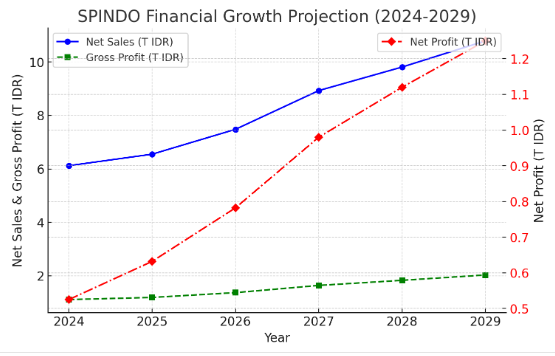 SPINDO Financial Growth Projection (2024-2029)
Net Sales (T IDR)
Gross Profit (T IDR)
Net Profit (T IDR)
Net Sales & Gross Profit (T IDR)
10
8
6
4
2
Net Profit (T IDR)
1.2
1.1
1.0
0.9
0.8
0.7
0.6
0.5
2024 2025 2026 2027 2028 2029
Year